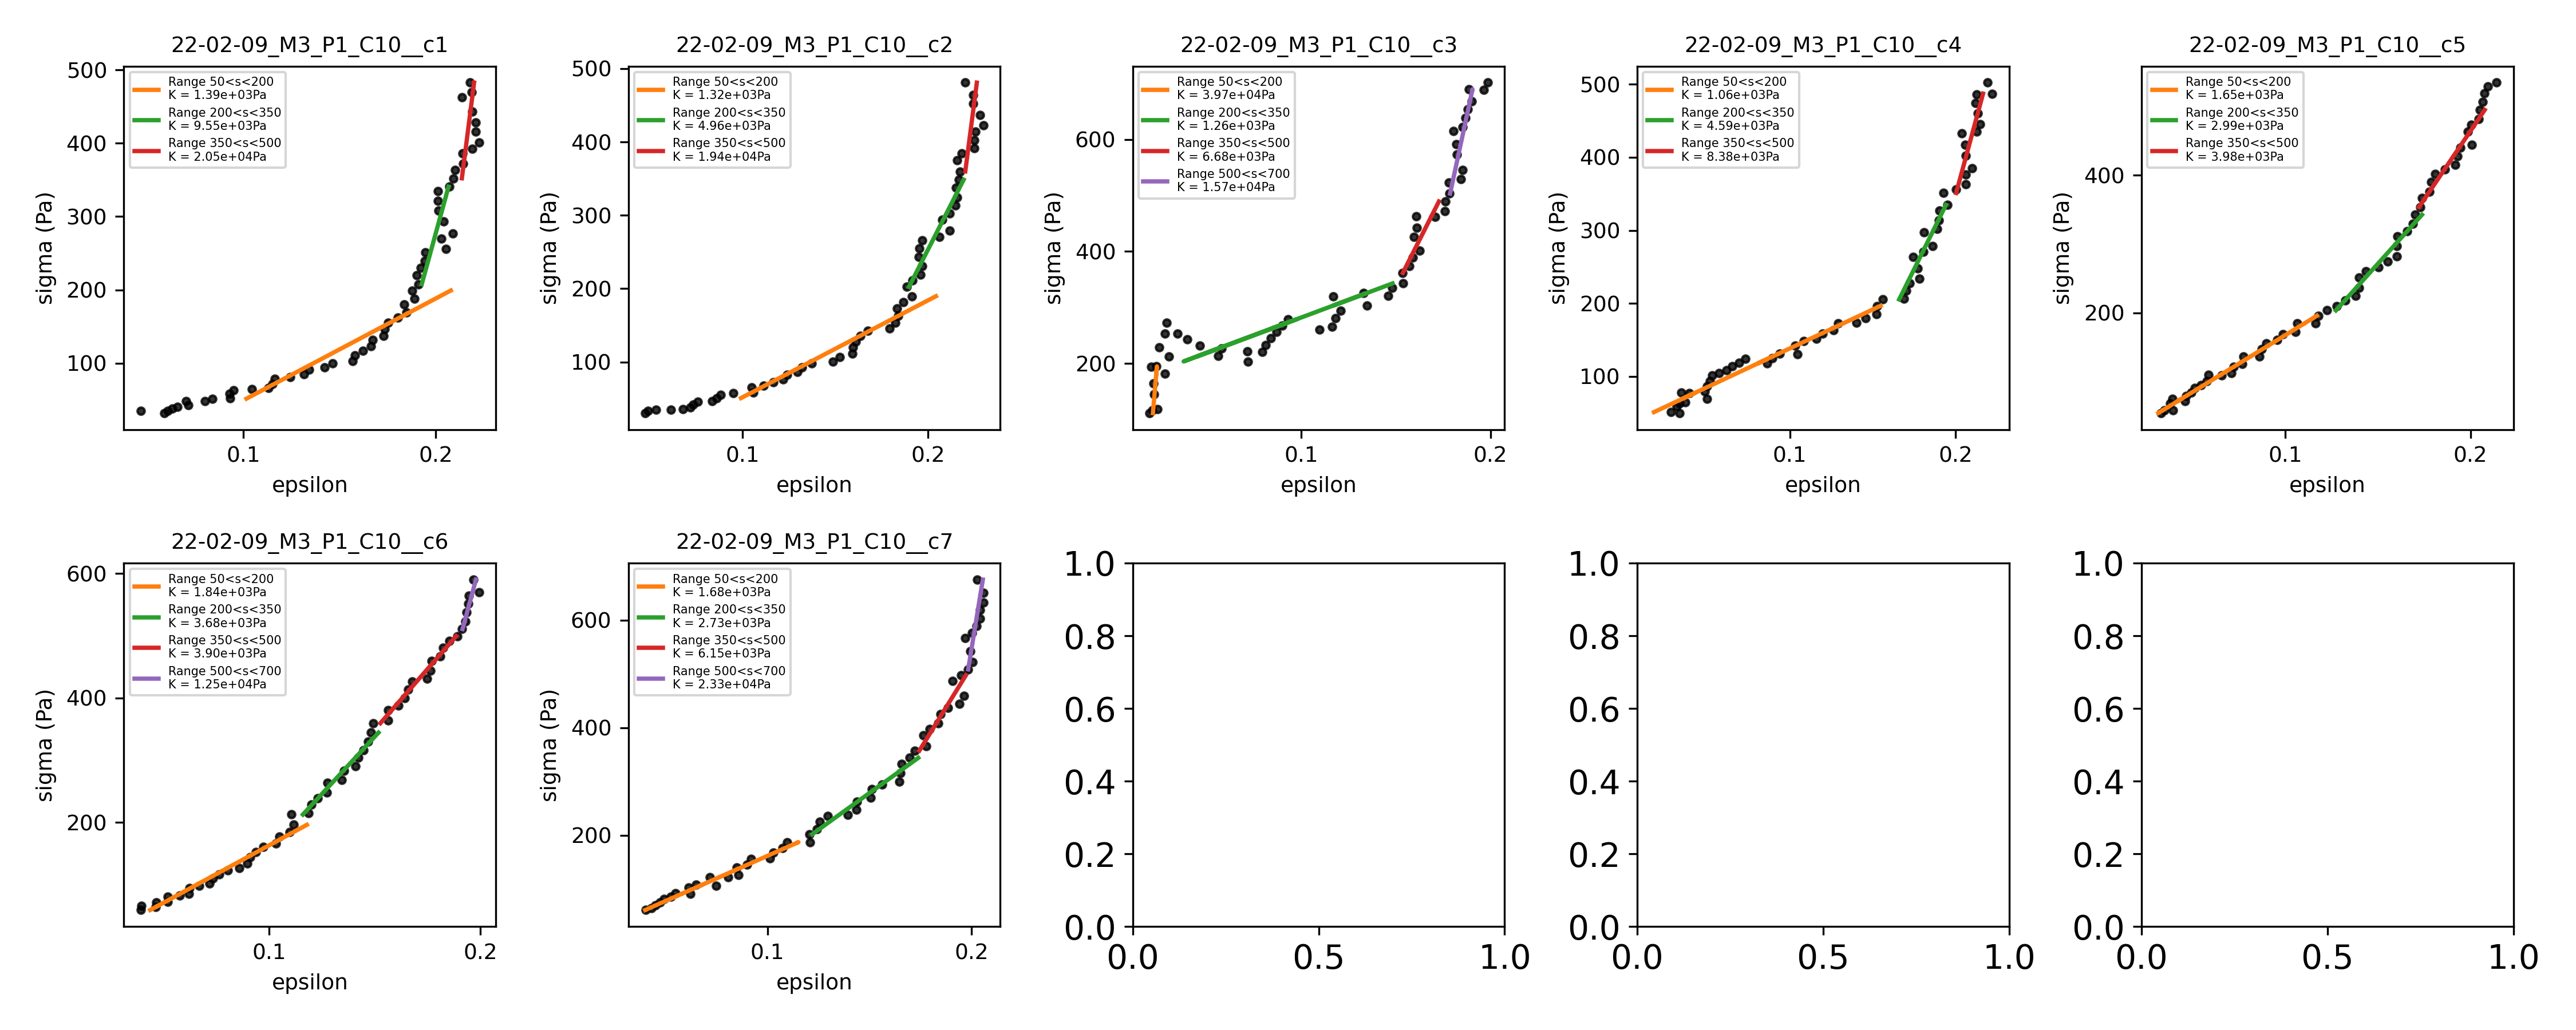 22-02-09_M3_P1_C10__c1
Range 50<s<200
K = 1.39e+03Pa
Range 200<s<350
K = 9.55e+03Pa
Range 350<s<500
K = 2.05e+04Pa
500
400
300
200
100
0.1
0.2
sigma (Pa)
epsilon
22-02-09_M3_P1_C10__c2
Range 50<s<200
K = 1.32e+03Pa
Range 200<s<350
K = 4.96e+03Pa
Range 350<s<500
K = 1.94e+04Pa
500
400
300
200
100
0.1
0.2
sigma (Pa)
epsilon
22-02-09_M3_P1_C10__c3
Range 50<s<200
K = 3.97e+04Pa
Range 200<s<350
K = 1.26e+03Pa
Range 350<s<500
K = 6.68e+03Pa
Range 500<s<700
K = 1.57e+04Pa
600
400
200
0.1
0.2
sigma (Pa)
epsilon
22-02-09_M3_P1_C10__c4
Range 50<s<200
K = 1.06e+03Pa
Range 200<s<350
K = 4.59e+03Pa
Range 350<s<500
K = 8.38e+03Pa
500
400
300
200
100
0.1
0.2
sigma (Pa)
epsilon
22-02-09_M3_P1_C10__c5
Range 50<s<200
K = 1.65e+03Pa
Range 200<s<350
K = 2.99e+03Pa
Range 350<s<500
K = 3.98e+03Pa
400
200
0.1
0.2
sigma (Pa)
epsilon
22-02-09_M3_P1_C10__c6
Range 50<s<200
K = 1.84e+03Pa
Range 200<s<350
K = 3.68e+03Pa
Range 350<s<500
K = 3.90e+03Pa
Range 500<s<700
K = 1.25e+04Pa
600
400
200
0.1
0.2
sigma (Pa)
epsilon
22-02-09_M3_P1_C10__c7
Range 50<s<200
K = 1.68e+03Pa
Range 200<s<350
K = 2.73e+03Pa
Range 350<s<500
K = 6.15e+03Pa
Range 500<s<700
K = 2.33e+04Pa
600
400
200
0.1
0.2
sigma (Pa)
epsilon
1.0
0.8
0.6
0.4
0.2
0.0
0.0
0.5
1.0
1.0
0.8
0.6
0.4
0.2
0.0
0.0
0.5
1.0
1.0
0.8
0.6
0.4
0.2
0.0
0.0
0.5
1.0